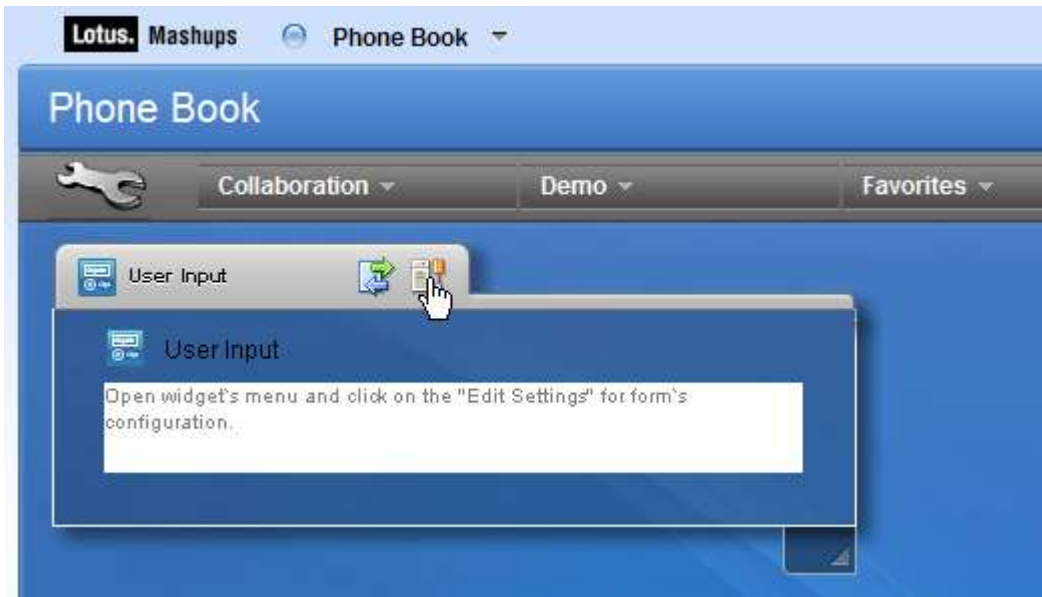 Lotus. Mashups Phone Book
Phone Book
Collaboration Demo Favorites
User Input
User Input
Open widget's menu and click on the "Edit Settings" for form's
configuration.